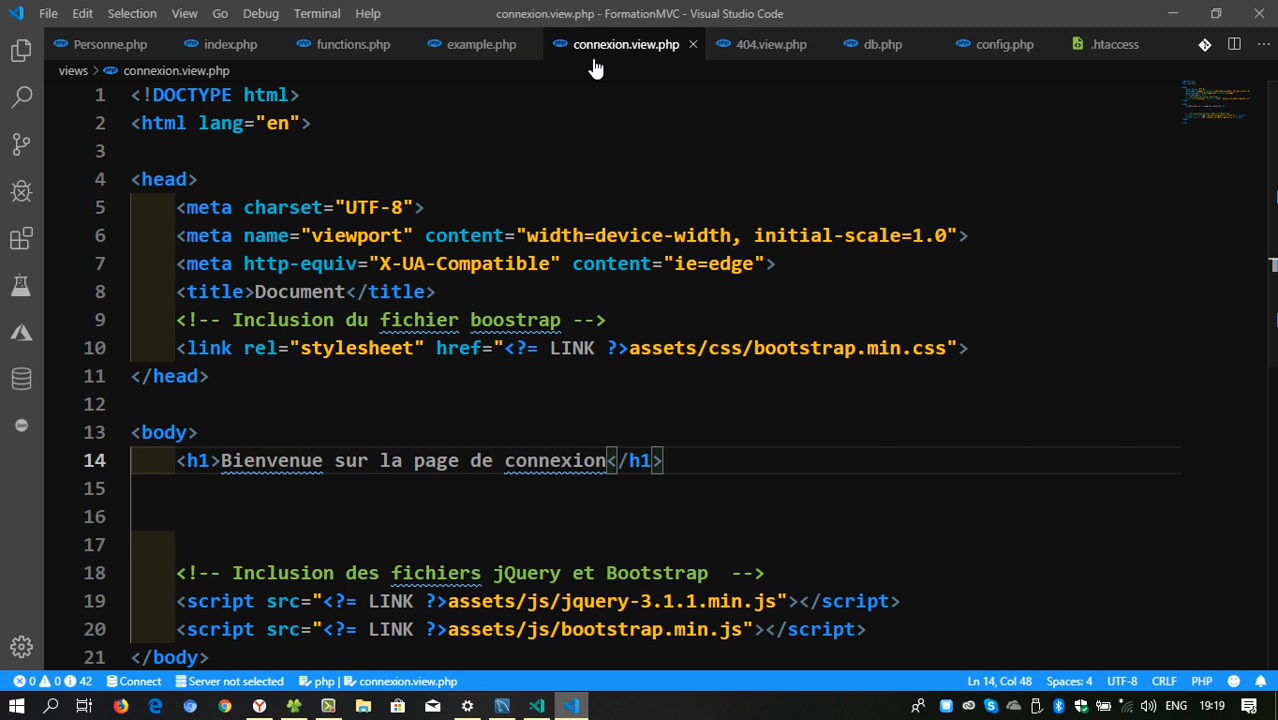 File Edit Selection View Go Debug Terminal Help connexion.view.php - FormationMVC - Visual Studio Code
Personne.php index.php functions.php example.php connexion.view.php 404.view.php db.php config.php .htaccess
views > connexion.view.php
1 <!DOCTYPE html>
2 <html lang="en">
3
4 <head>
5 <meta charset="UTF-8">
6 <meta name="viewport" content="width=device-width, initial-scale=1.0">
7 <meta http-equiv="X-UA-Compatible" content="ie=edge">
8 <title>Document</title>
9 <!-- Inclusion du fichier boostrap -->
10 <link rel="stylesheet" href="<?= LINK ?>assets/css/bootstrap.min.css">
11 </head>
12
13 <body>
14 <h1>Bienvenue sur la page de connexion</h1>
15
16
17
18 <!-- Inclusion des fichiers jQuery et Bootstrap -->
19 <script src="<?= LINK ?>assets/js/jquery-3.1.1.min.js"></script>
20 <script src="<?= LINK ?>assets/js/bootstrap.min.js"></script>
21 </body>
0 0 42 Connect Server not selected php | connexion.view.php Ln 14, Col 48 Spaces: 4 UTF-8 CRLF PHP
ENG 19:19